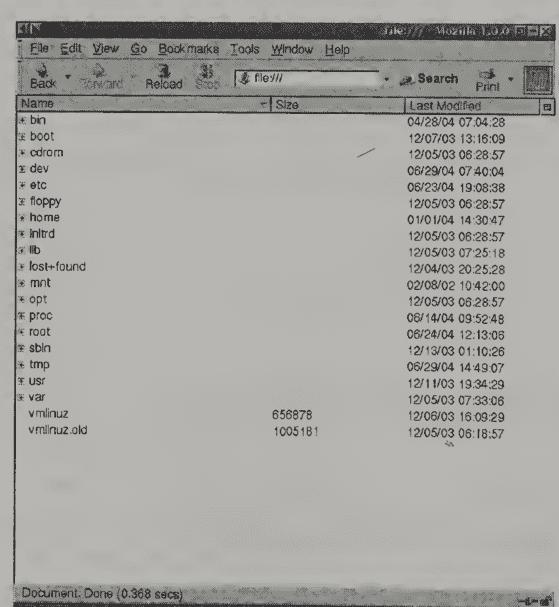 file:/// Mozilla 1.0.0
File Edit View Go Bookmarks Tools Window Help
Back Forward Reload Stop file:/// Search Print
Name Size Last Modified
bin 04/28/04 07:04:28
boot 12/07/03 13:16:09
cdrom 12/05/03 06:28:57
dev 06/29/04 07:40:04
etc 06/23/04 19:08:38
floppy 12/05/03 06:28:57
home 01/01/04 14:30:47
initrd 12/05/03 06:28:57
lib 12/05/03 07:25:18
lost+found 12/04/03 20:25:28
mnt 02/08/02 10:42:00
opt 12/05/03 06:28:57
proc 06/14/04 09:52:48
root 06/24/04 12:13:06
sbin 12/13/03 01:10:26
tmp 06/29/04 14:49:07
usr 12/11/03 19:34:29
var 12/05/03 07:33:06
vmlinuz 656878 12/06/03 16:09:29
vmlinuz.old 1005181 12/05/03 06:18:57
Document: Done (0.368 secs)